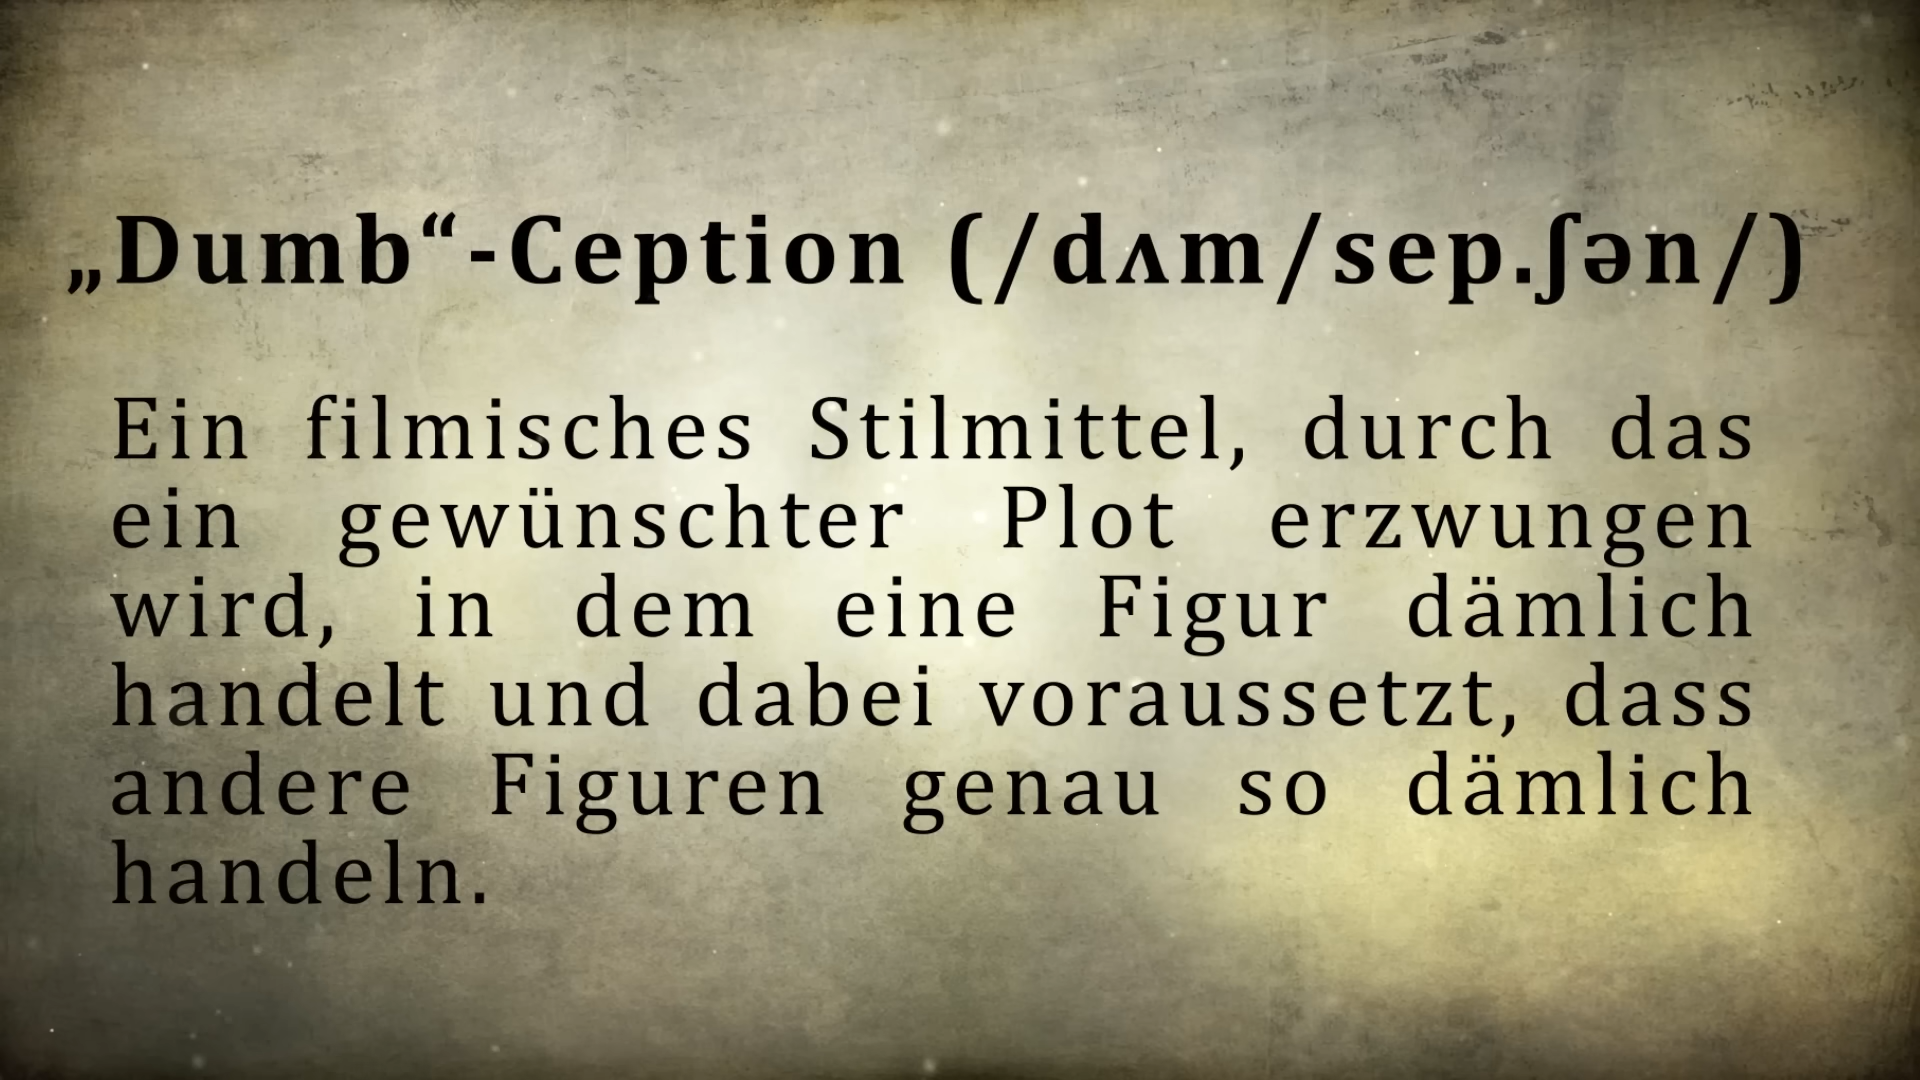 „Dumb“-Ception (/dʌm/sep.ʃən/)
Ein filmisches Stilmittel, durch das
ein gewünschter Plot erzwungen
wird, in dem eine Figur dämlich
handelt und dabei voraussetzt, dass
andere Figuren genau so dämlich
handeln.